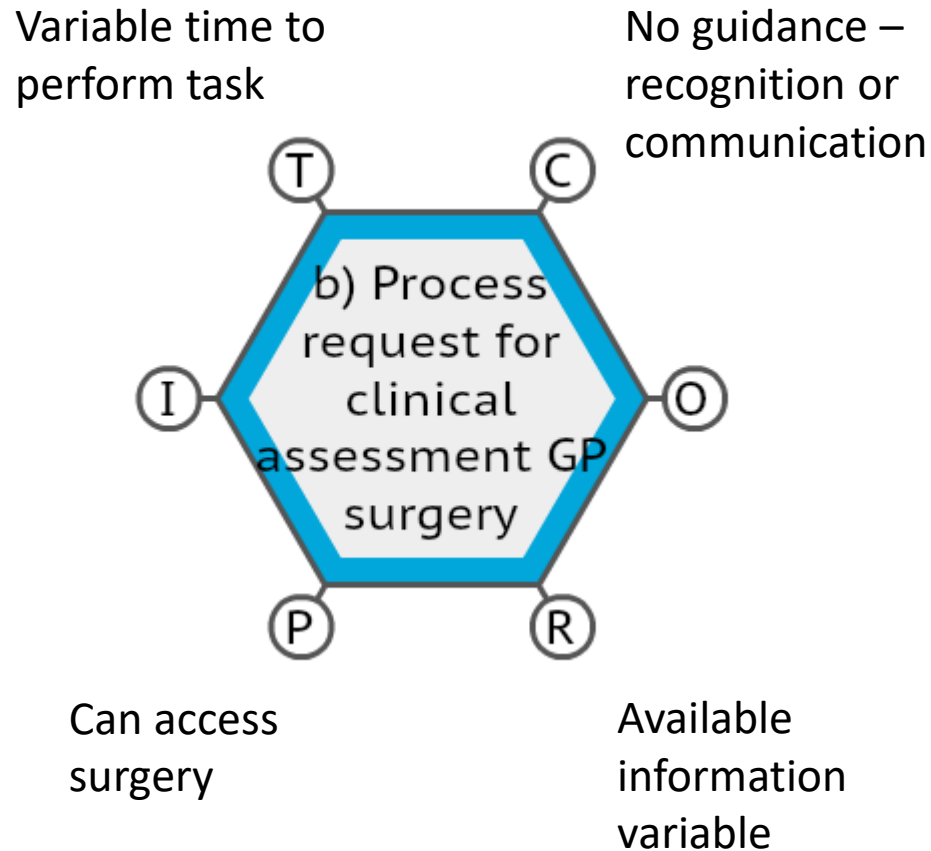 Variable time to
perform task
No guidance –
recognition or
communication
T
C
b) Process
request for
clinical
assessment GP
surgery
I
O
P
R
Can access
surgery
Available
information
variable